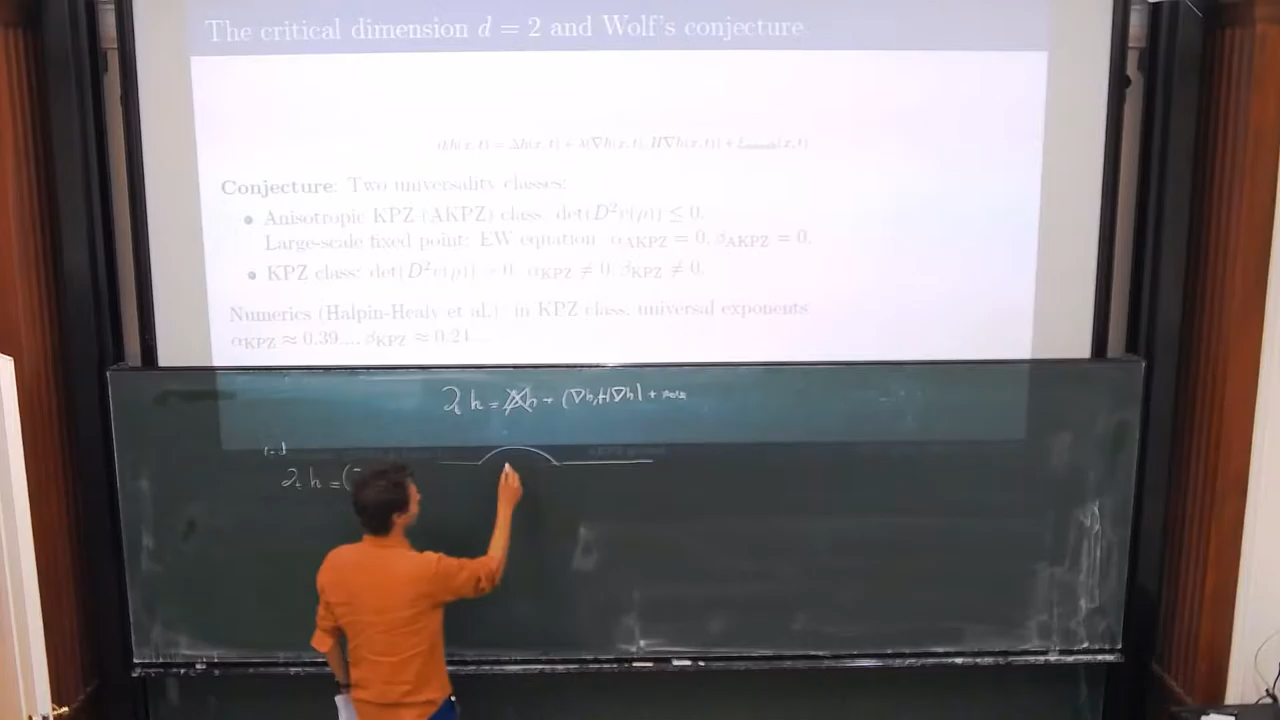 The critical dimension d = 2 and Wolf's conjecture
∂ₜh(x, t) = Δh(x, t) + λ(∇h(x, t), H∇h(x, t)) + ξ(x, t)
Conjecture: Two universality classes:
• Anisotropic KPZ (AKPZ) class: det(D²v(ρ)) ≤ 0.
Large-scale fixed point: EW equation. α_AKPZ = 0, β_AKPZ = 0.
• KPZ class: det(D²v(ρ)) > 0. α_KPZ ≠ 0, β_KPZ ≠ 0.
Numerics (Halpin-Healy et al.): in KPZ class, universal exponents
α_KPZ ≈ 0.39..., β_KPZ ≈ 0.24...
∂ₜ h = Δh + (∇h, H∇h) + noise
∂ₜ h = (